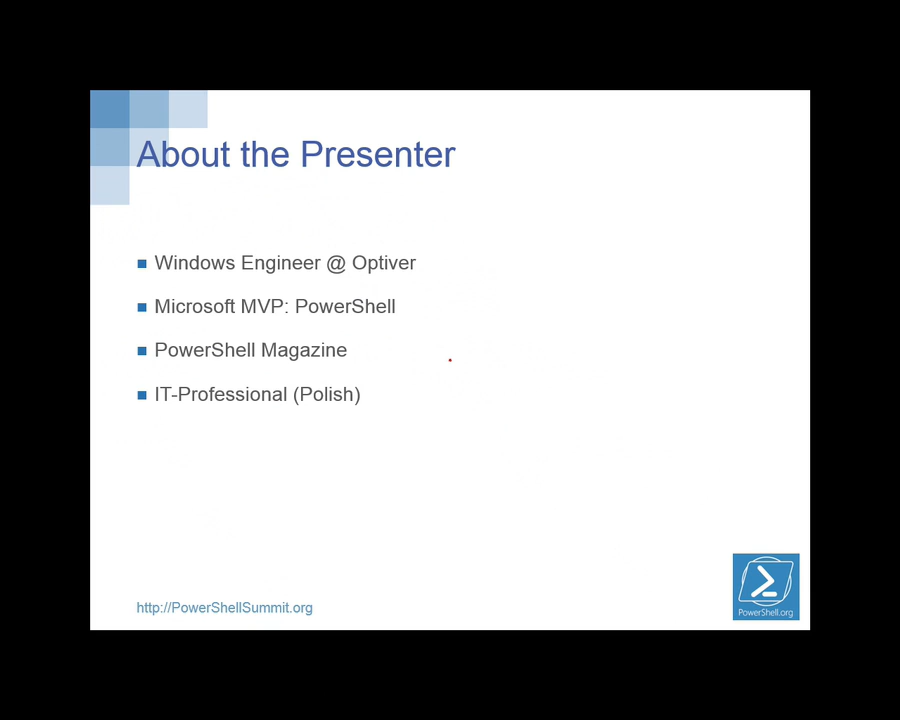 About the Presenter
Windows Engineer @ Optiver
Microsoft MVP: PowerShell
PowerShell Magazine
IT-Professional (Polish)
http://PowerShellSummit.org
PowerShell.org